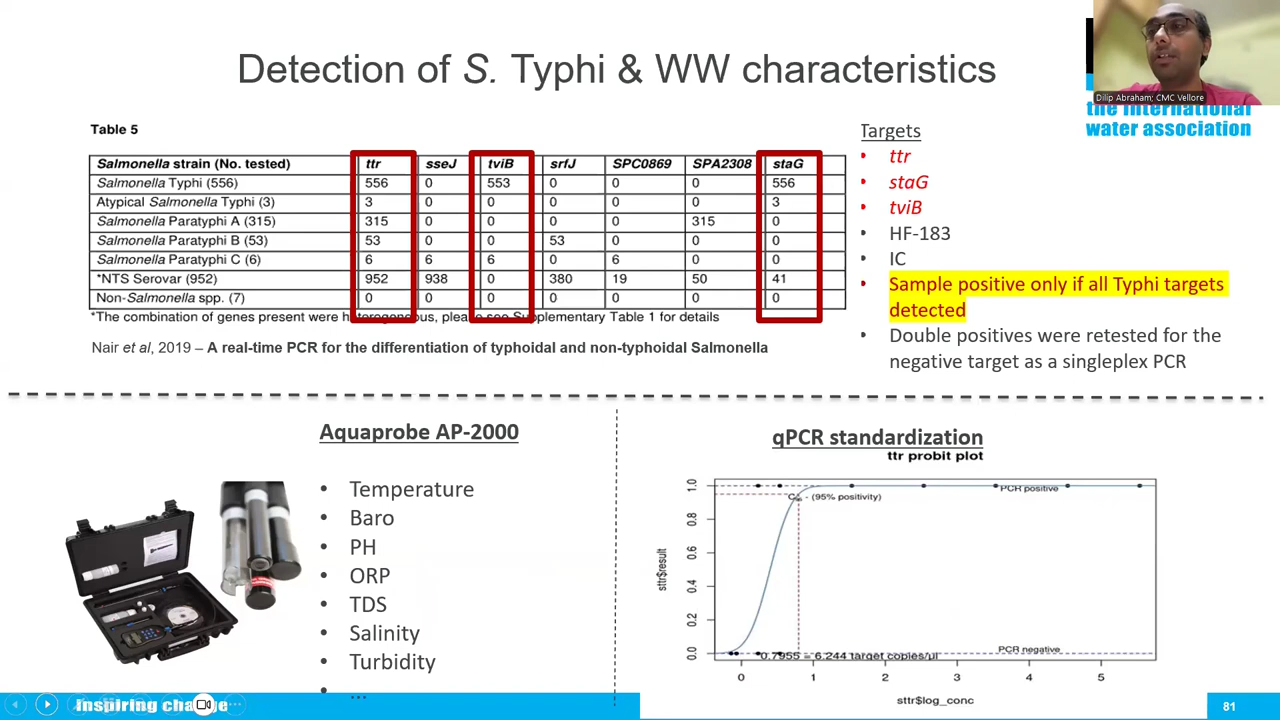 Detection of S. Typhi & WW characteristics
Dilip Abraham; CMC Vellore
the international
water association
Table 5
Salmonella strain (No. tested) ttr sseJ tviB srfJ SPC0869 SPA2308 staG
Salmonella Typhi (556) 556 0 553 0 0 0 556
Atypical Salmonella Typhi (3) 3 0 0 0 0 0 3
Salmonella Paratyphi A (315) 315 0 0 0 0 315 0
Salmonella Paratyphi B (53) 53 0 0 53 0 0 0
Salmonella Paratyphi C (6) 6 6 6 0 6 0 0
*NTS Serovar (952) 952 938 0 380 19 50 41
Non-Salmonella spp. (7) 0 0 0 0 0 0 0
*The combination of genes present were heterogenous, please see Supplementary Table 1 for details
Nair et al, 2019 – A real-time PCR for the differentiation of typhoidal and non-typhoidal Salmonella
Targets
• ttr
• staG
• tviB
• HF-183
• IC
• Sample positive only if all Typhi targets
detected
• Double positives were retested for the
negative target as a singleplex PCR
Aquaprobe AP-2000
• Temperature
• Baro
• PH
• ORP
• TDS
• Salinity
• Turbidity
• ...
qPCR standardization
ttr probit plot
sttr$result
1.0
0.8
0.6
0.4
0.2
0.0
(95% positivity)
PCR positive
PCR negative
0.7955 = 6.244 target copies/µl
0 1 2 3 4 5
sttr$log_conc
Inspiring change
81